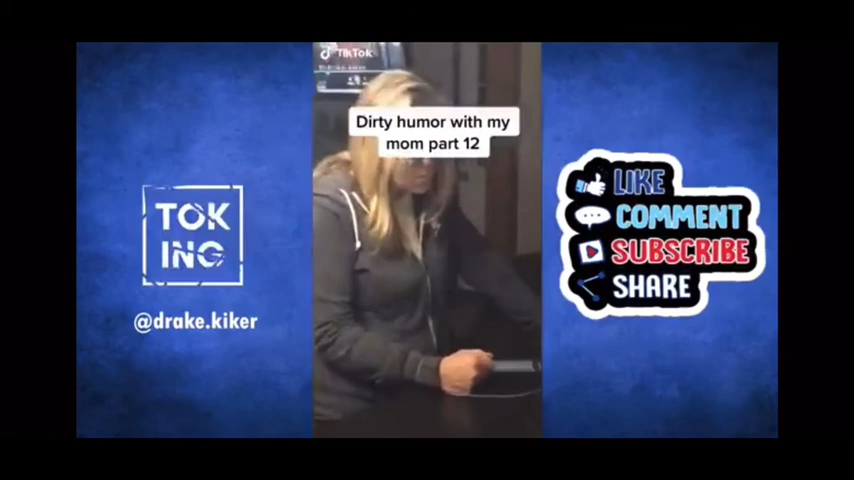 TikTok
Dirty humor with my
mom part 12
TOK
ING
@drake.kiker
LIKE
COMMENT
SUBSCRIBE
SHARE